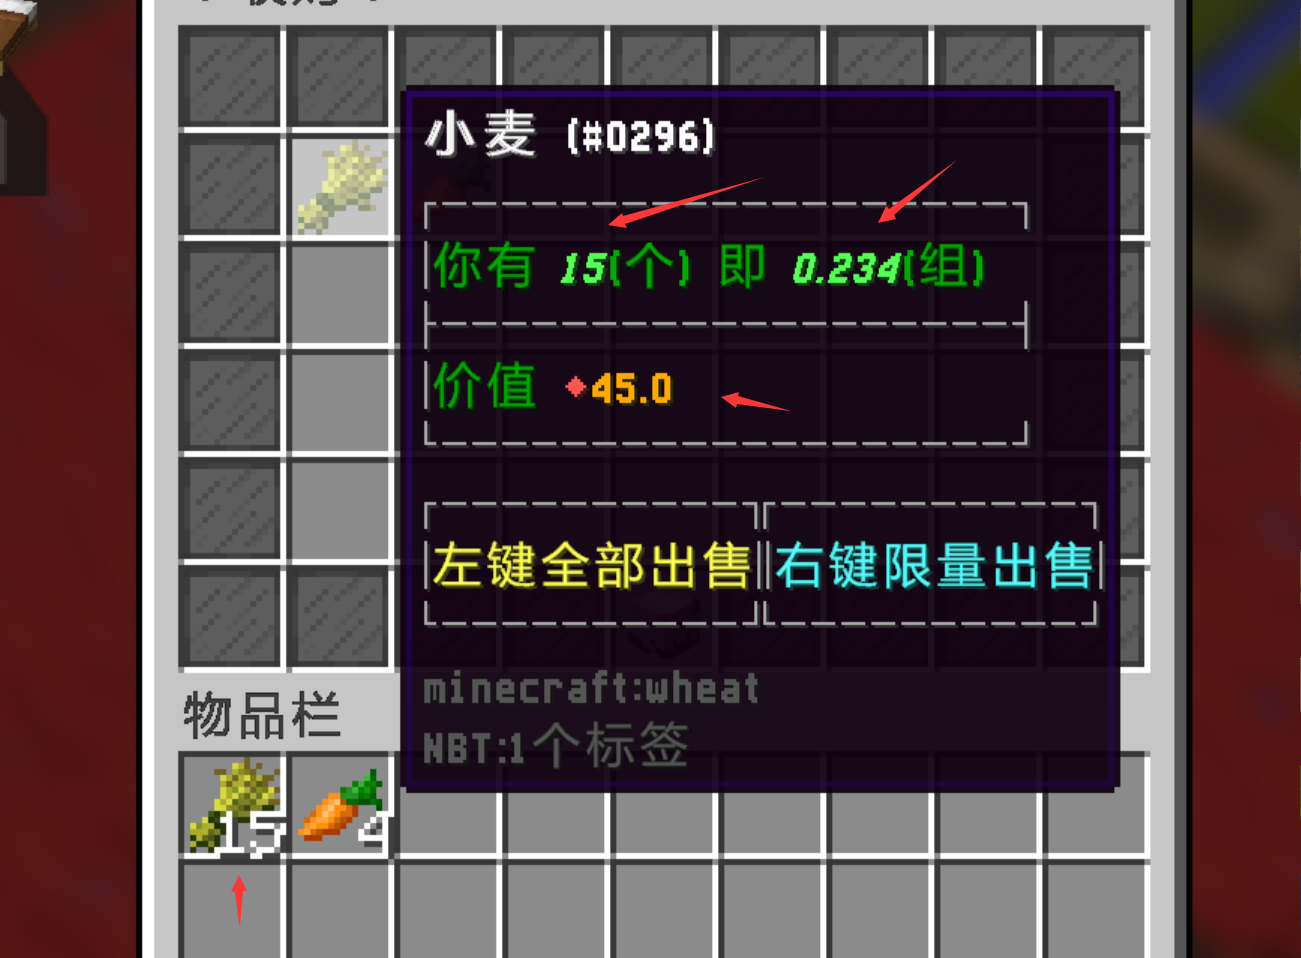 小麦 (#0296)
你有 15(个) 即 0.234(组)
价值 ◆45.0
左键全部出售 右键限量出售
minecraft:wheat
NBT:1个标签
物品栏
15 4